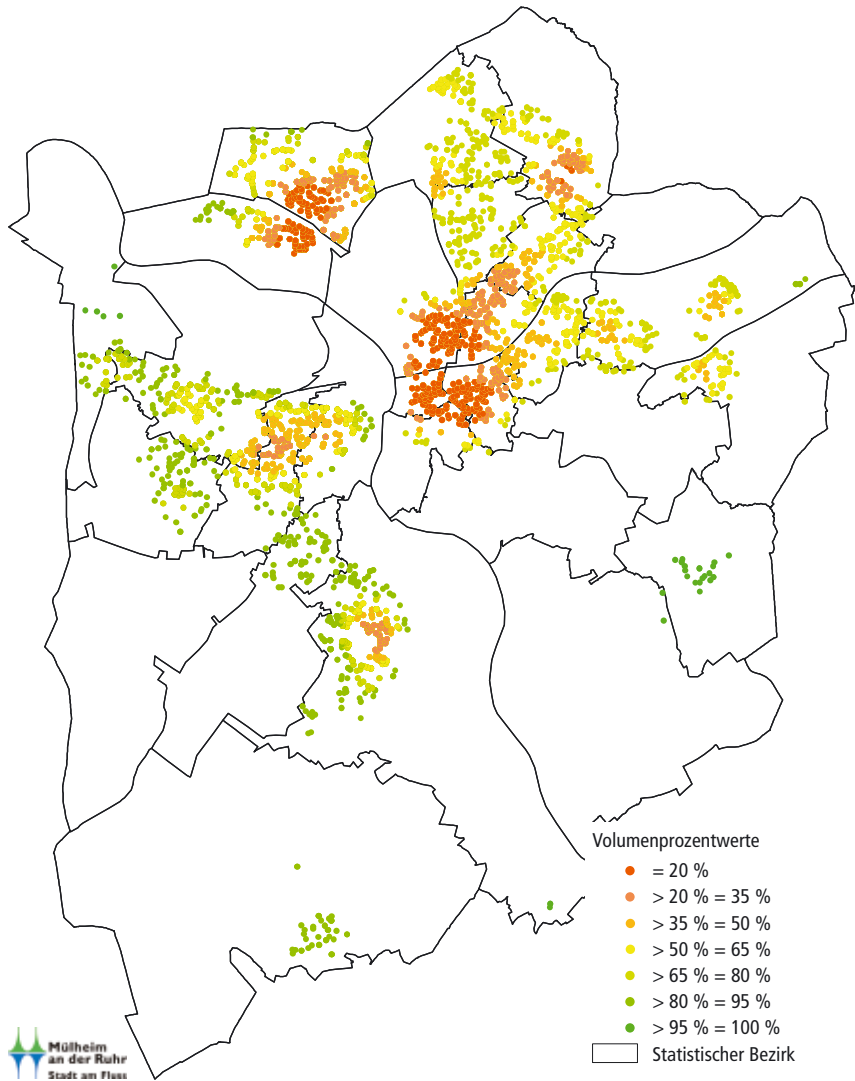 Volumenprozentwerte
= 20 %
> 20 % = 35 %
> 35 % = 50 %
> 50 % = 65 %
> 65 % = 80 %
> 80 % = 95 %
> 95 % = 100 %
Statistischer Bezirk
Mülheim
an der Ruhr
Stadt am Fluss